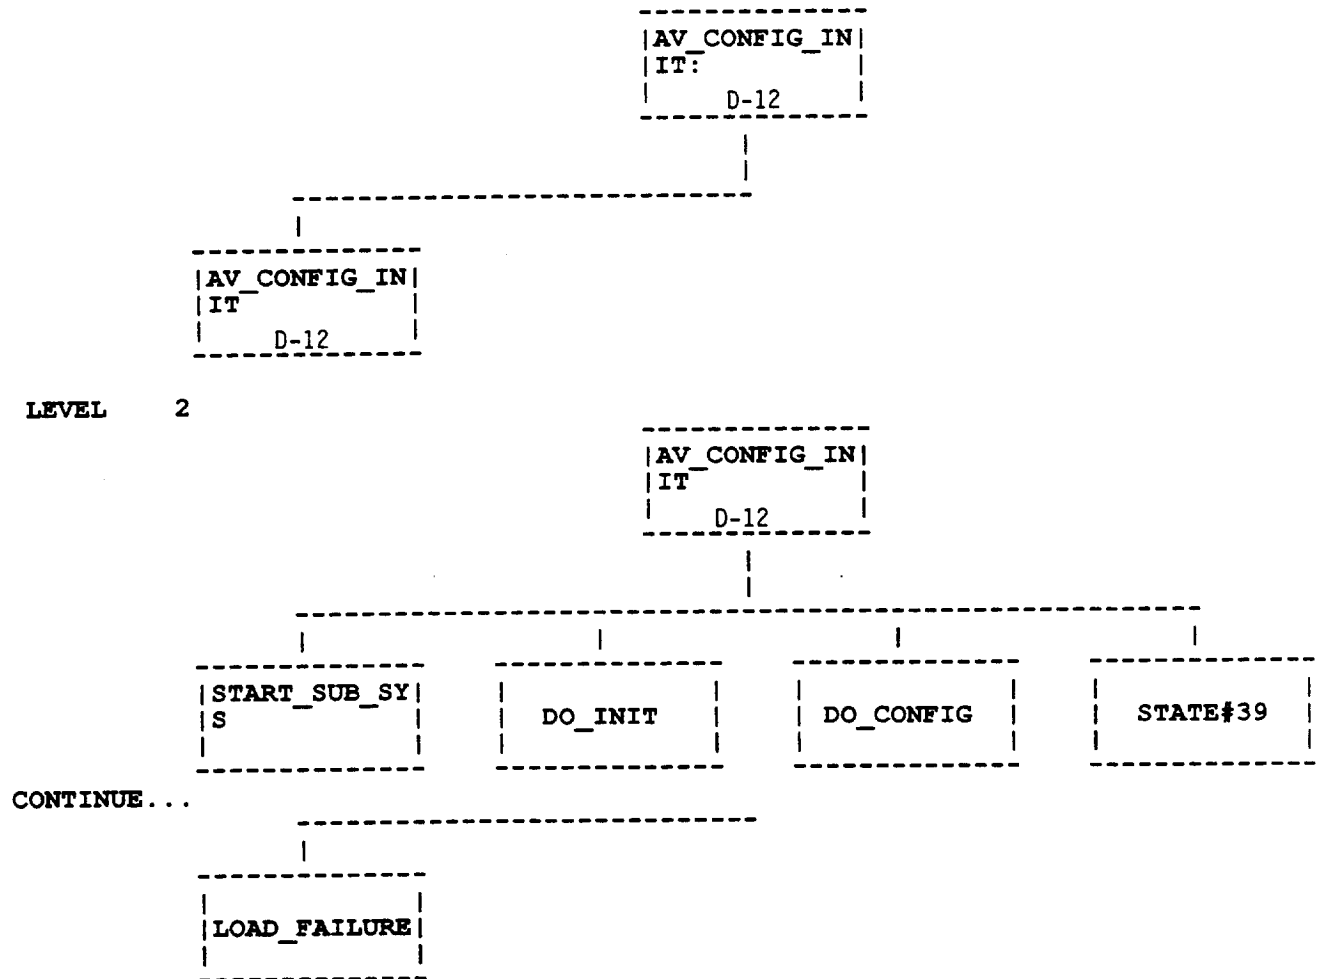 AV_CONFIG_IN
IT:
D-12
AV_CONFIG_IN
IT
D-12
LEVEL 2
AV_CONFIG_IN
IT
D-12
START_SUB_SY
S
DO_INIT
DO_CONFIG
STATE#39
CONTINUE...
LOAD_FAILURE